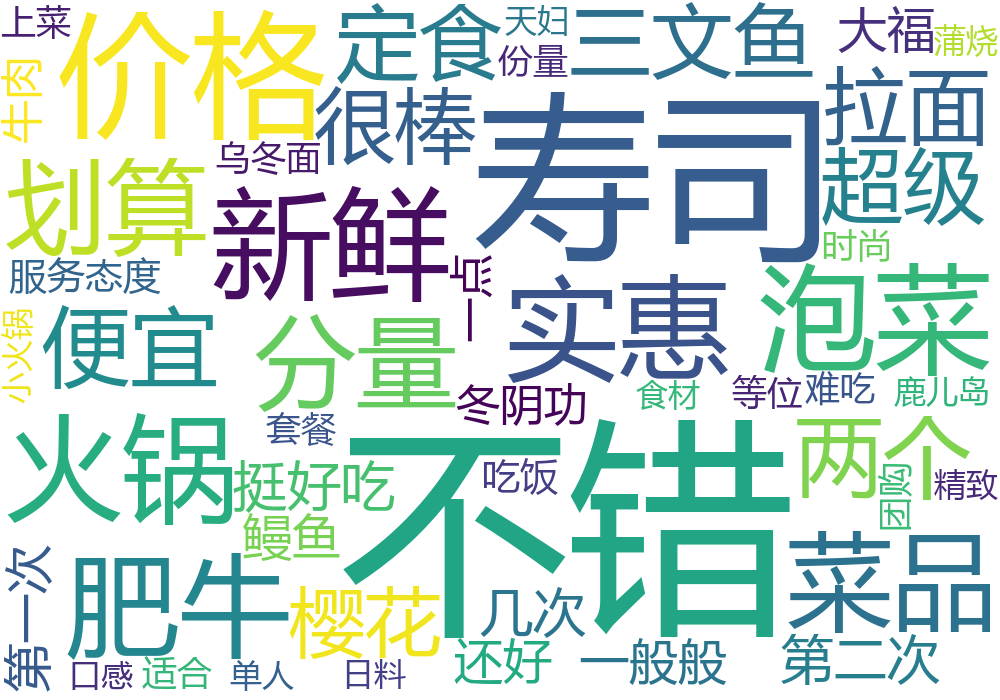 上菜
价格
定食
天妇
份量
三文鱼
大福
蒲烧
牛肉
很棒
寿司
拉面
乌冬面
划算
新鲜
超级
时尚
服务态度
一点
泡菜
小火锅
便宜
分量
实惠
冬阴功
食材
等位
难吃
鹿儿岛
套餐
火锅
不错
两个
挺好吃
吃饭
团购
精致
鳗鱼
第一次
肥牛
樱花
几次
菜品
还好
一般般
第二次
口感
适合
单人
日料